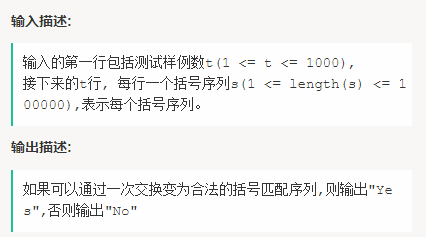 输入描述:
输入的第一行包括测试样例数t(1 <= t <= 1000),
接下来的t行, 每行一个括号序列s(1 <= length(s) <= 1
00000),表示每个括号序列。
输出描述:
如果可以通过一次交换变为合法的括号匹配序列,则输出"Ye
s",否则输出"No"